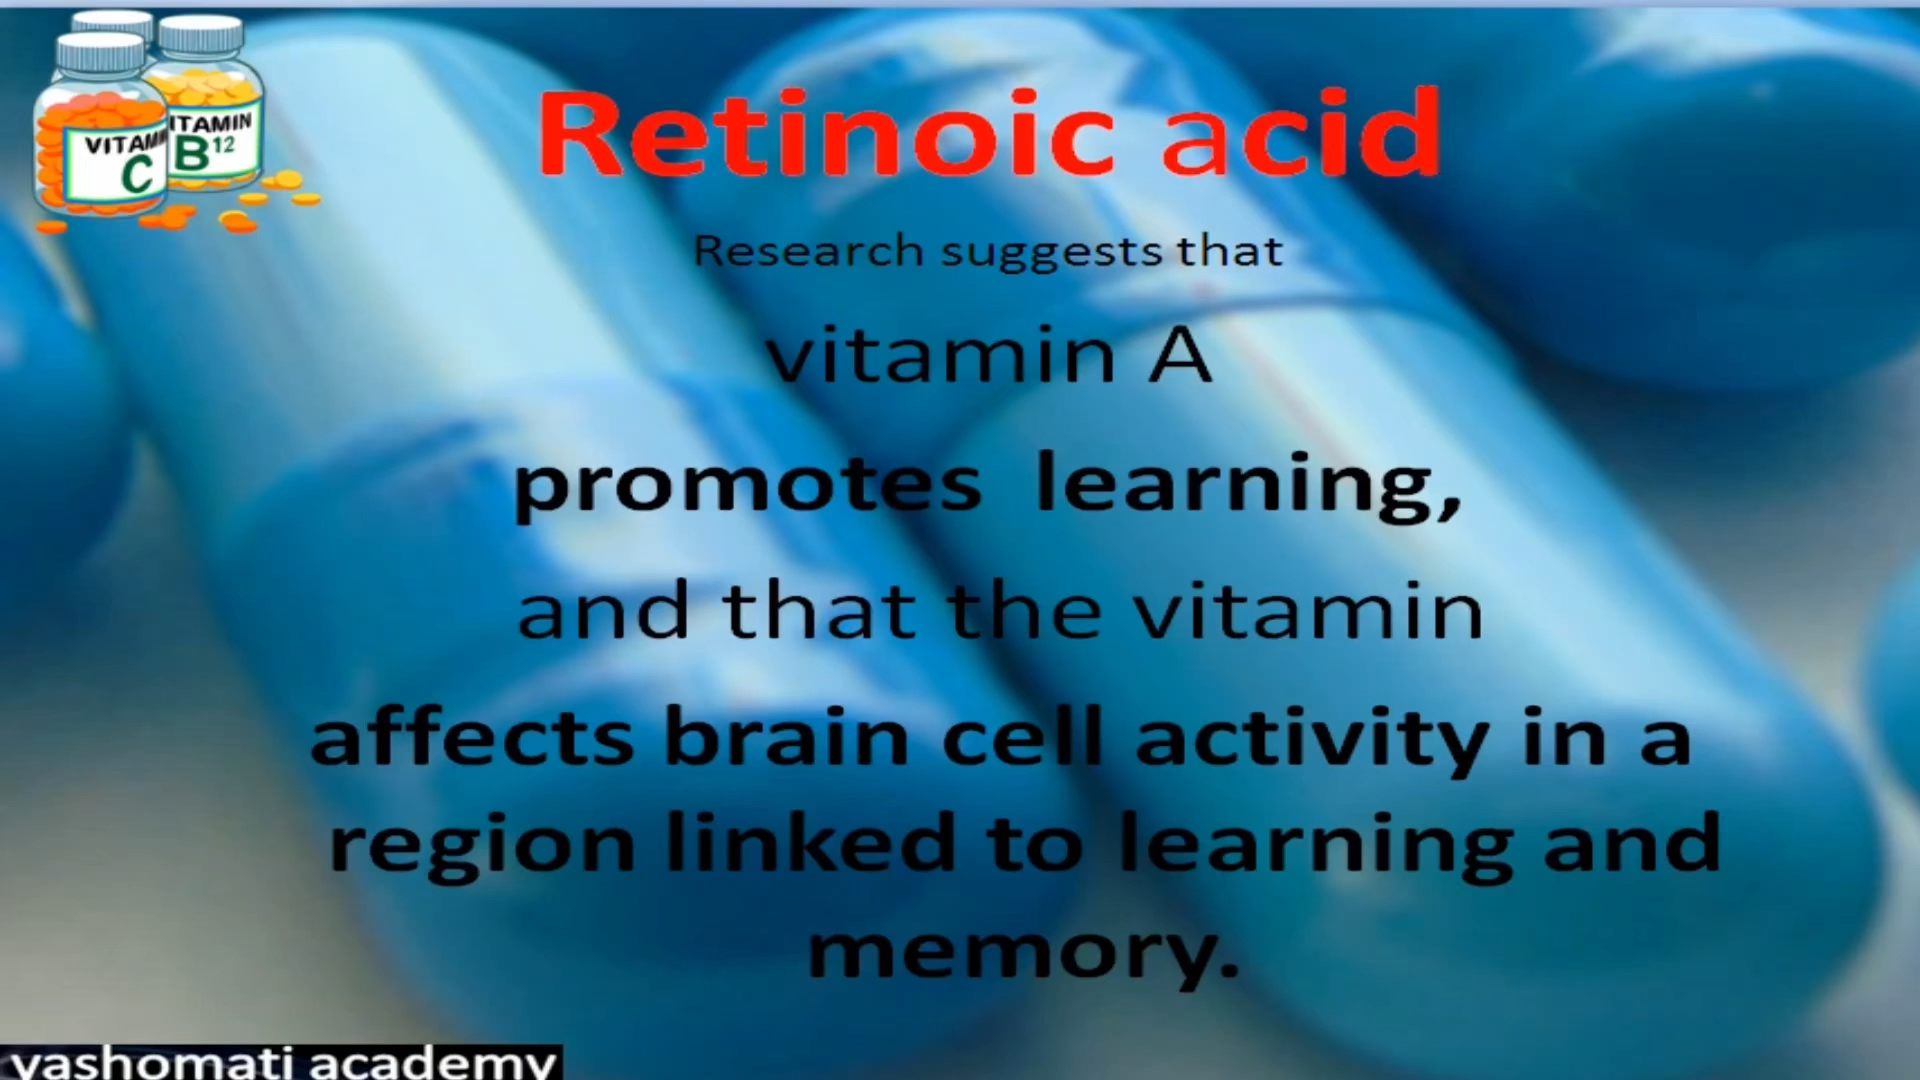 VITAMIN
C
ITAMIN
B12
Retinoic acid
Research suggests that
vitamin A
promotes learning,
and that the vitamin
affects brain cell activity in a
region linked to learning and
memory.
yashomati academy